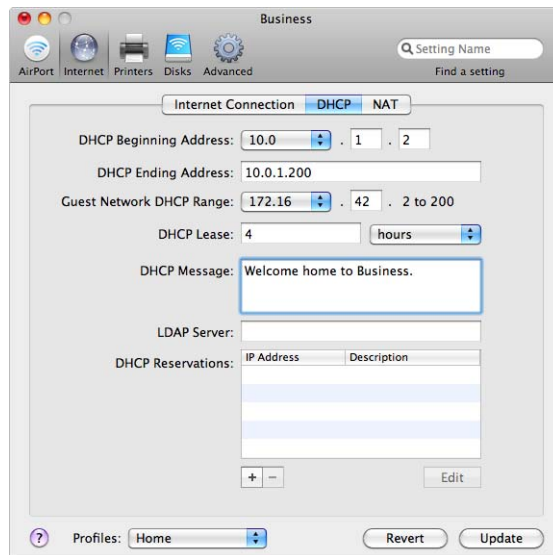 Business
Setting Name
AirPort Internet Printers Disks Advanced Find a setting
Internet Connection DHCP NAT
DHCP Beginning Address: 10.0 . 1 . 2
DHCP Ending Address: 10.0.1.200
Guest Network DHCP Range: 172.16 . 42 . 2 to 200
DHCP Lease: 4 hours
DHCP Message: Welcome home to Business.
LDAP Server:
DHCP Reservations: IP Address Description
+ − Edit
? Profiles: Home Revert Update